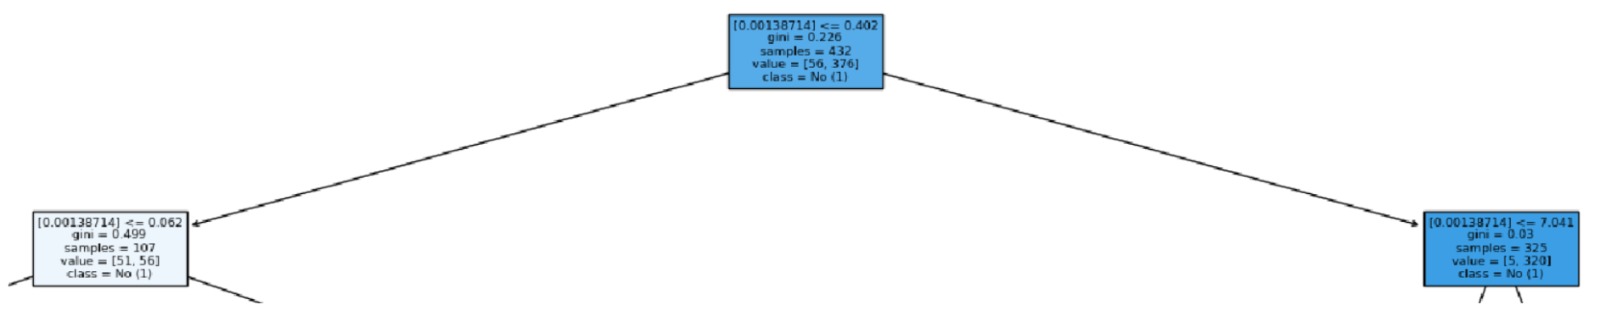 [0.00138714] <= 0.402
gini = 0.226
samples = 432
value = [56, 376]
class = No (1)
[0.00138714] <= 0.062
gini = 0.499
samples = 107
value = [51, 56]
class = No (1)
[0.00138714] <= 7.041
gini = 0.03
samples = 325
value = [5, 320]
class = No (1)